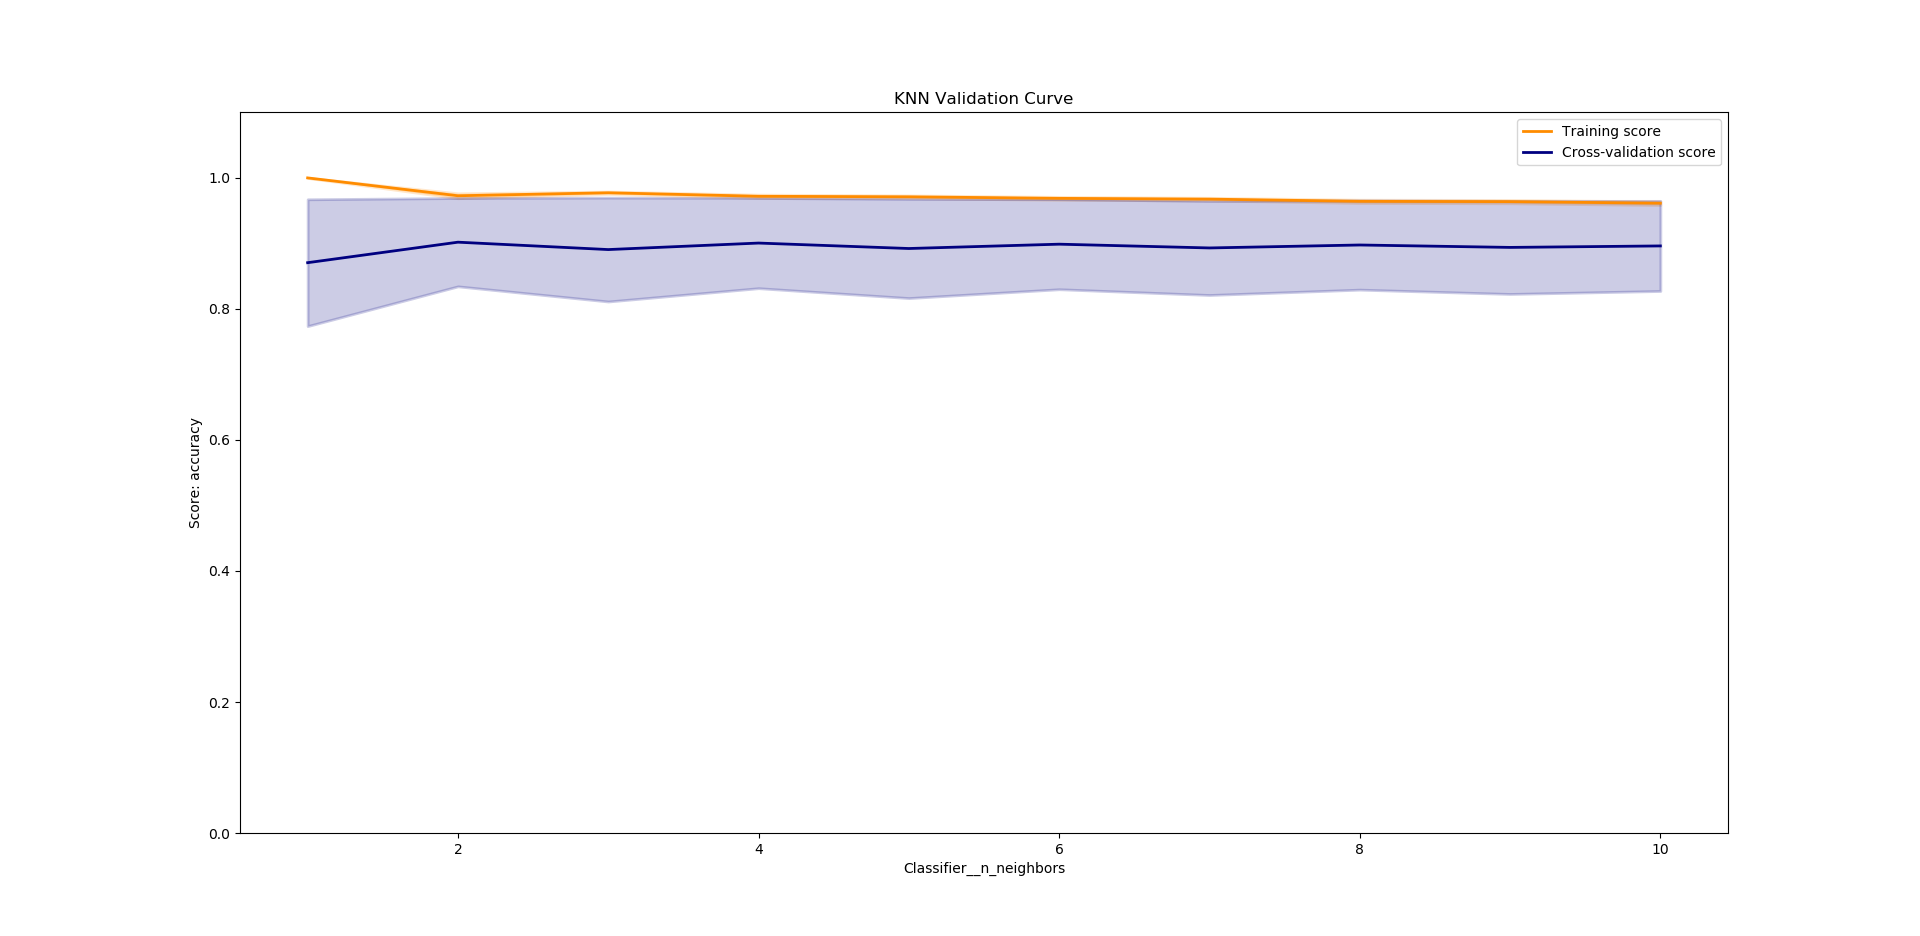 KNN Validation Curve
Training score
Cross-validation score
1.0
0.8
0.6
0.4
0.2
0.0
Score: accuracy
2 4 6 8 10
Classifier__n_neighbors